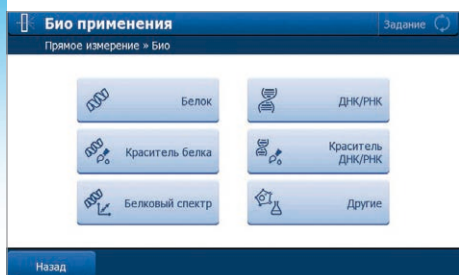 Био применения
Задание
Прямое измерение » Био
Белок
ДНК/РНК
Краситель белка
Краситель
ДНК/РНК
Белковый спектр
Другие
Назад